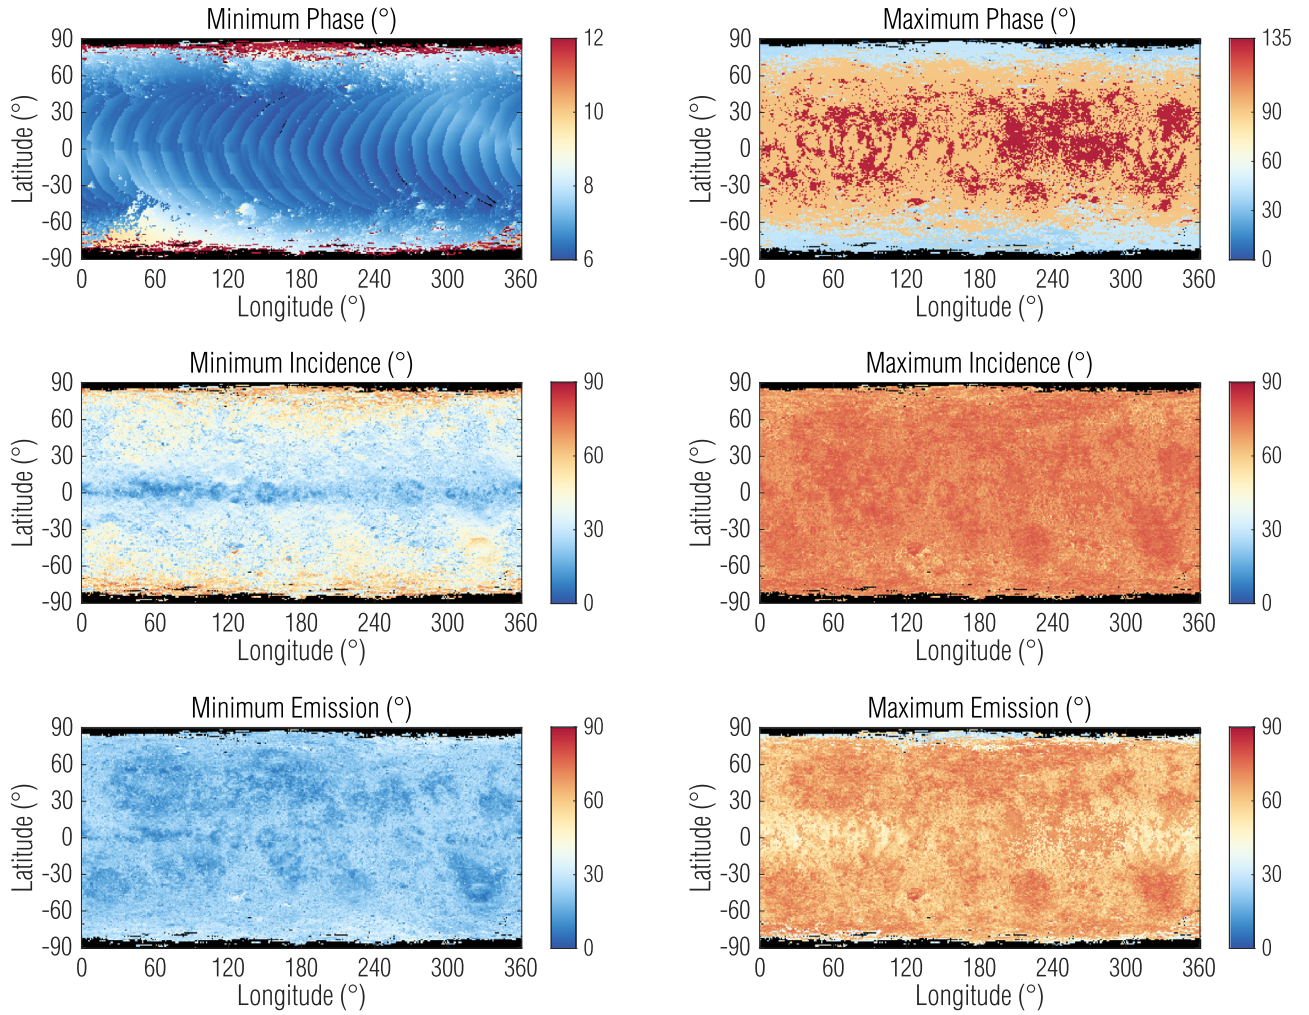 Minimum Phase (°)
Latitude (°)
90
60
30
0
-30
-60
-90
0 60 120 180 240 300 360
Longitude (°)
12
10
8
6
Maximum Phase (°)
Latitude (°)
90
60
30
0
-30
-60
-90
0 60 120 180 240 300 360
Longitude (°)
135
90
60
30
0
Minimum Incidence (°)
Latitude (°)
90
60
30
0
-30
-60
-90
0 60 120 180 240 300 360
Longitude (°)
90
60
30
0
Maximum Incidence (°)
Latitude (°)
90
60
30
0
-30
-60
-90
0 60 120 180 240 300 360
Longitude (°)
90
60
30
0
Minimum Emission (°)
Latitude (°)
90
60
30
0
-30
-60
-90
0 60 120 180 240 300 360
Longitude (°)
90
60
30
0
Maximum Emission (°)
Latitude (°)
90
60
30
0
-30
-60
-90
0 60 120 180 240 300 360
Longitude (°)
90
60
30
0